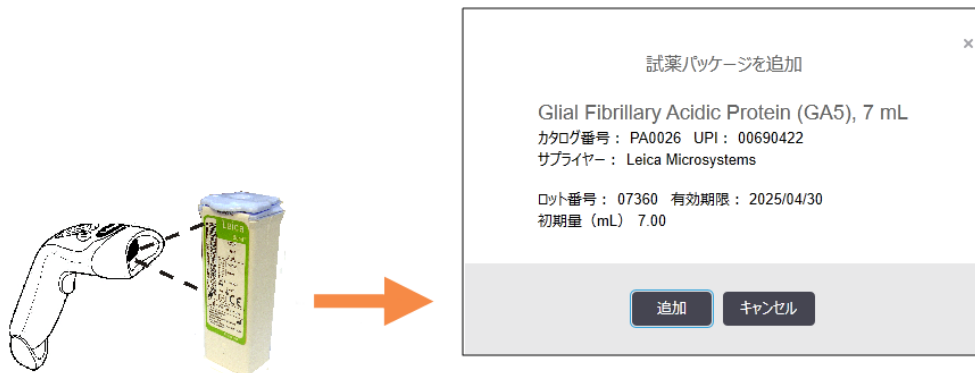 Leica
CE
試薬パッケージを追加
×
Glial Fibrillary Acidic Protein (GA5), 7 mL
カタログ番号： PA0026 UPI： 00690422
サプライヤー： Leica Microsystems
ロット番号： 07360 有効期限： 2025/04/30
初期量（mL） 7.00
追加 キャンセル